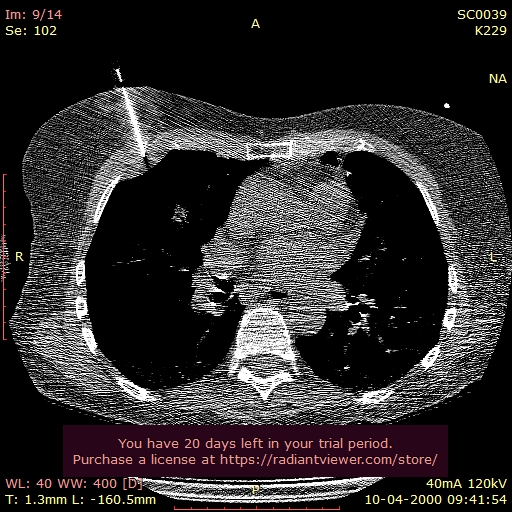 Im: 9/14
Se: 102
A
SC0039
K229
NA
R
L
You have 20 days left in your trial period.
Purchase a license at https://radiantviewer.com/store/
WL: 40 WW: 400 [D]
T: 1.3mm L: -160.5mm
P
40mA 120kV
10-04-2000 09:41:54